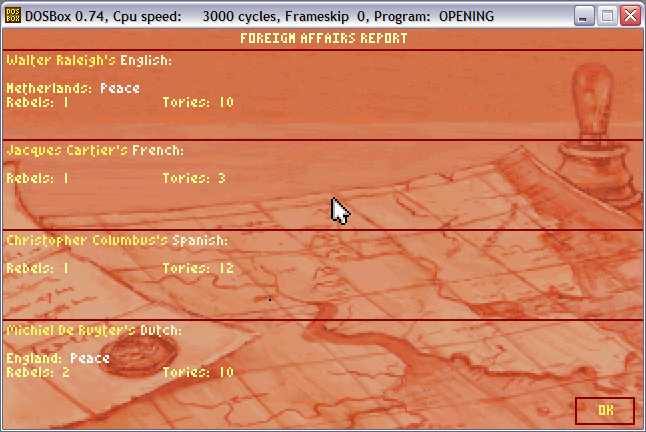 DOSBox 0.74, Cpu speed: 3000 cycles, Frameskip 0, Program: OPENING
FOREIGN AFFAIRS REPORT
Walter Raleigh's English:
Netherlands: Peace
Rebels: 1 Tories: 10
Jacques Cartier's French:
Rebels: 1 Tories: 3
Christopher Columbus's Spanish:
Rebels: 1 Tories: 12
Michiel De Ruyter's Dutch:
England: Peace
Rebels: 2 Tories: 10
OK